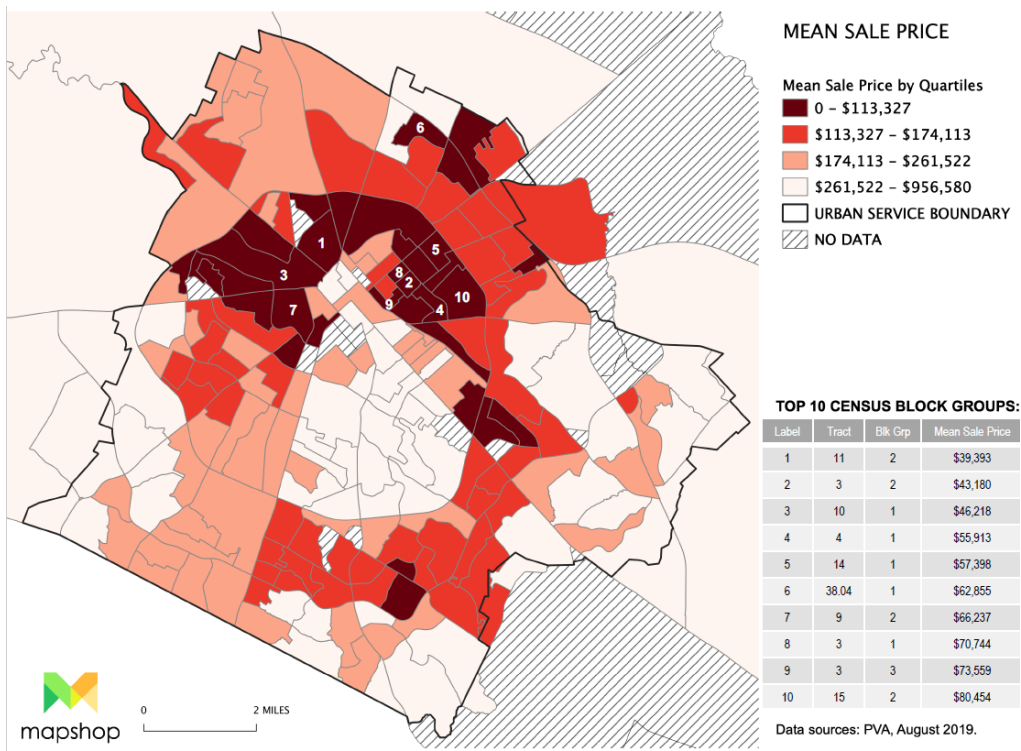 MEAN SALE PRICE
Mean Sale Price by Quartiles
0 – $113,327
$113,327 – $174,113
$174,113 – $261,522
$261,522 – $956,580
URBAN SERVICE BOUNDARY
NO DATA
6
1
5
3
8
2
10
9
4
7
TOP 10 CENSUS BLOCK GROUPS:
Label Tract Blk Grp Mean Sale Price
1 11 2 $39,393
2 3 2 $43,180
3 10 1 $46,218
4 4 1 $55,913
5 14 1 $57,398
6 38.04 1 $62,855
7 9 2 $66,237
8 3 1 $70,744
9 3 3 $73,559
10 15 2 $80,454
Data sources: PVA, August 2019.
mapshop
0 2 MILES